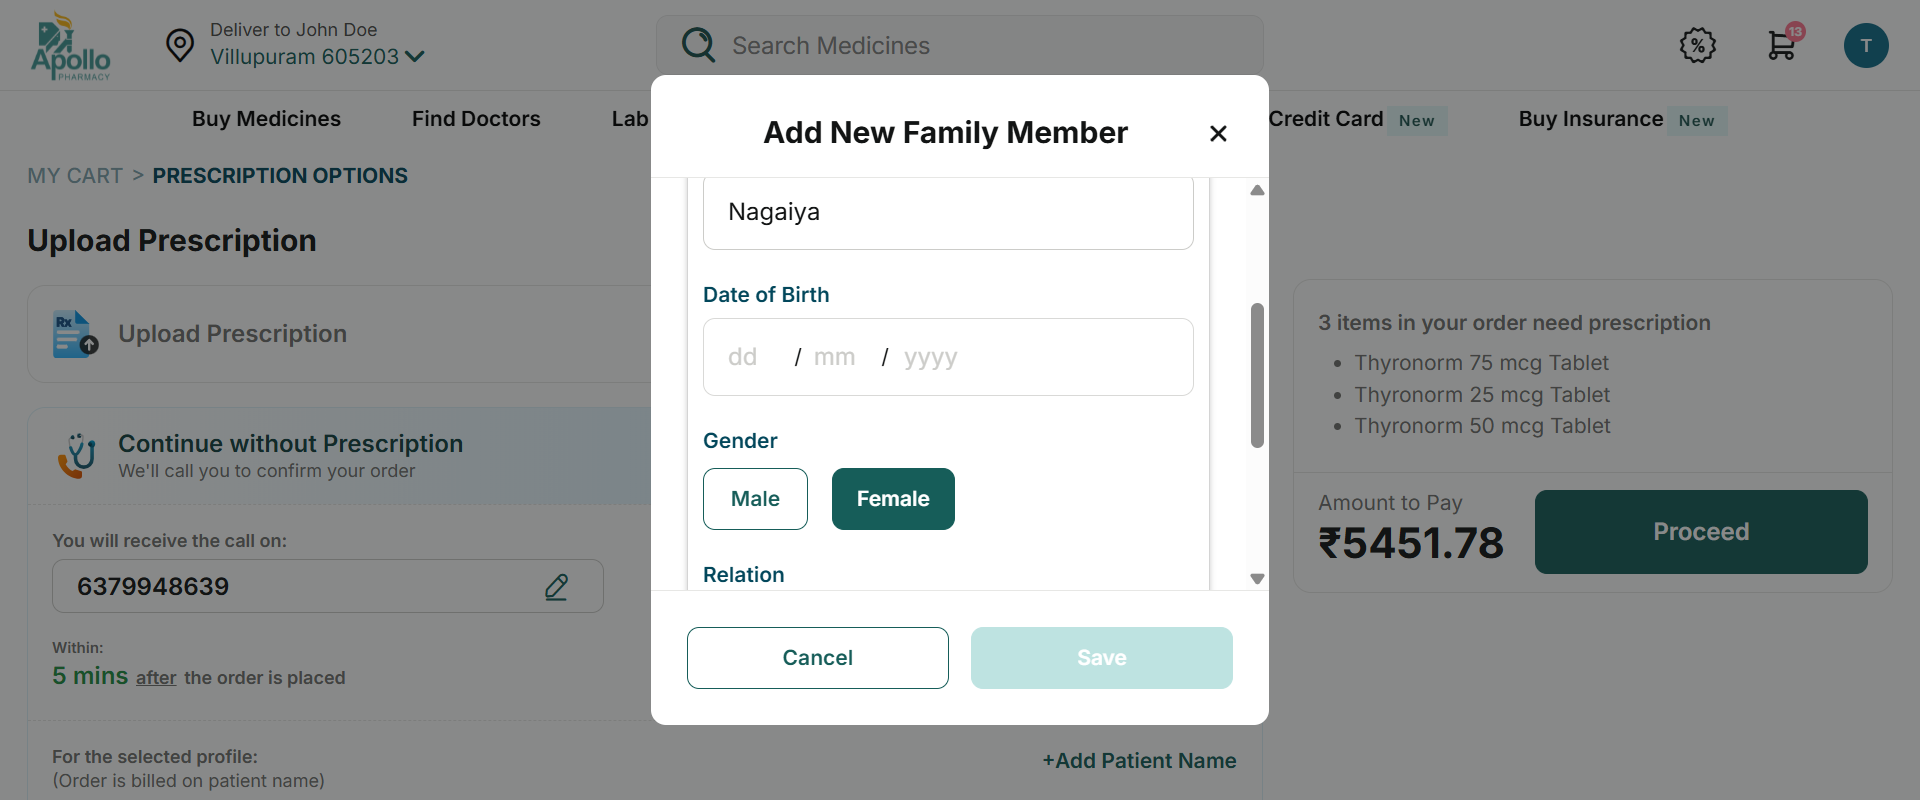 Apollo
PHARMACY
Deliver to John Doe
Villupuram 605203
Search Medicines
%
13
T
Buy Medicines
Find Doctors
Lab
Credit Card New
Buy Insurance New
MY CART > PRESCRIPTION OPTIONS
Upload Prescription
Rx
Upload Prescription
Continue without Prescription
We'll call you to confirm your order
You will receive the call on:
6379948639
Within:
5 mins after the order is placed
For the selected profile:
(Order is billed on patient name)
+Add Patient Name
Add New Family Member
Nagaiya
Date of Birth
dd / mm / yyyy
Gender
Male
Female
Relation
Cancel
Save
3 items in your order need prescription
• Thyronorm 75 mcg Tablet
• Thyronorm 25 mcg Tablet
• Thyronorm 50 mcg Tablet
Amount to Pay
₹5451.78
Proceed